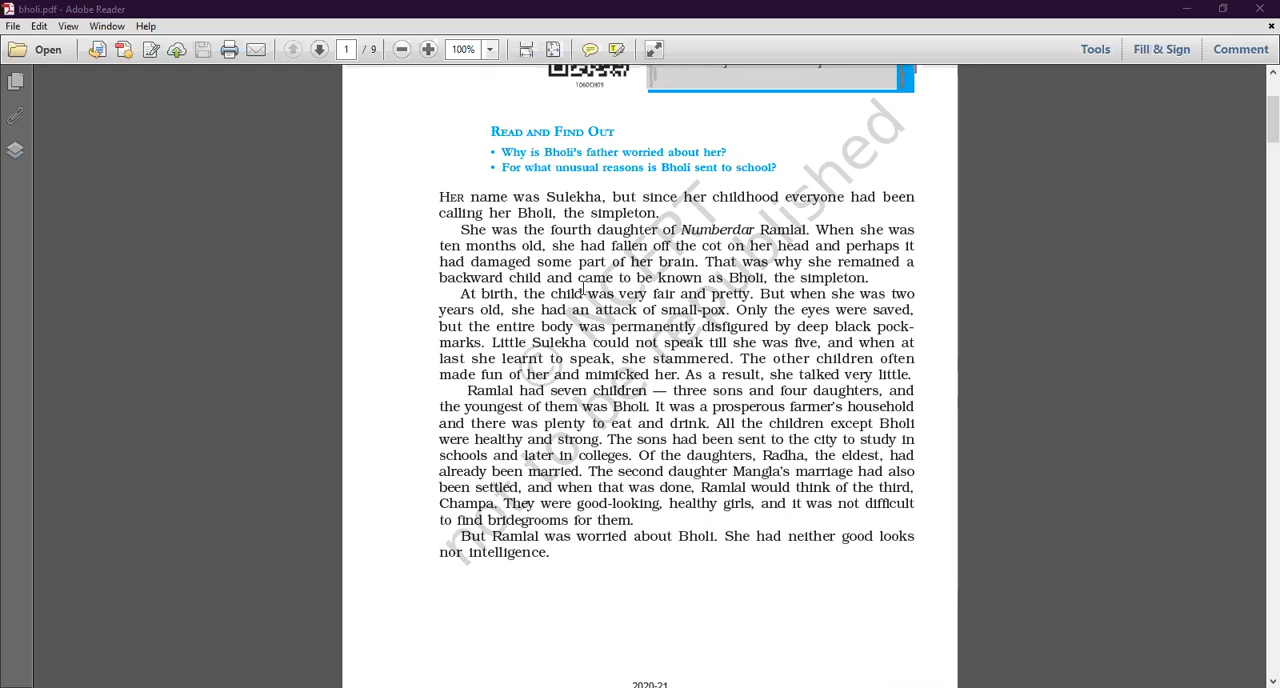 bholi.pdf - Adobe Reader
File Edit View Window Help
Open 1 / 9 100% Tools Fill & Sign Comment
1060CH09
READ AND FIND OUT
• Why is Bholi's father worried about her?
• For what unusual reasons is Bholi sent to school?
HER name was Sulekha, but since her childhood everyone had been
calling her Bholi, the simpleton.
She was the fourth daughter of Numberdar Ramlal. When she was
ten months old, she had fallen off the cot on her head and perhaps it
had damaged some part of her brain. That was why she remained a
backward child and came to be known as Bholi, the simpleton.
At birth, the child was very fair and pretty. But when she was two
years old, she had an attack of small-pox. Only the eyes were saved,
but the entire body was permanently disfigured by deep black pock-
marks. Little Sulekha could not speak till she was five, and when at
last she learnt to speak, she stammered. The other children often
made fun of her and mimicked her. As a result, she talked very little.
Ramlal had seven children — three sons and four daughters, and
the youngest of them was Bholi. It was a prosperous farmer's household
and there was plenty to eat and drink. All the children except Bholi
were healthy and strong. The sons had been sent to the city to study in
schools and later in colleges. Of the daughters, Radha, the eldest, had
already been married. The second daughter Mangla's marriage had also
been settled, and when that was done, Ramlal would think of the third,
Champa. They were good-looking, healthy girls, and it was not difficult
to find bridegrooms for them.
But Ramlal was worried about Bholi. She had neither good looks
nor intelligence.
© NCERT
not to be republished
2020-21